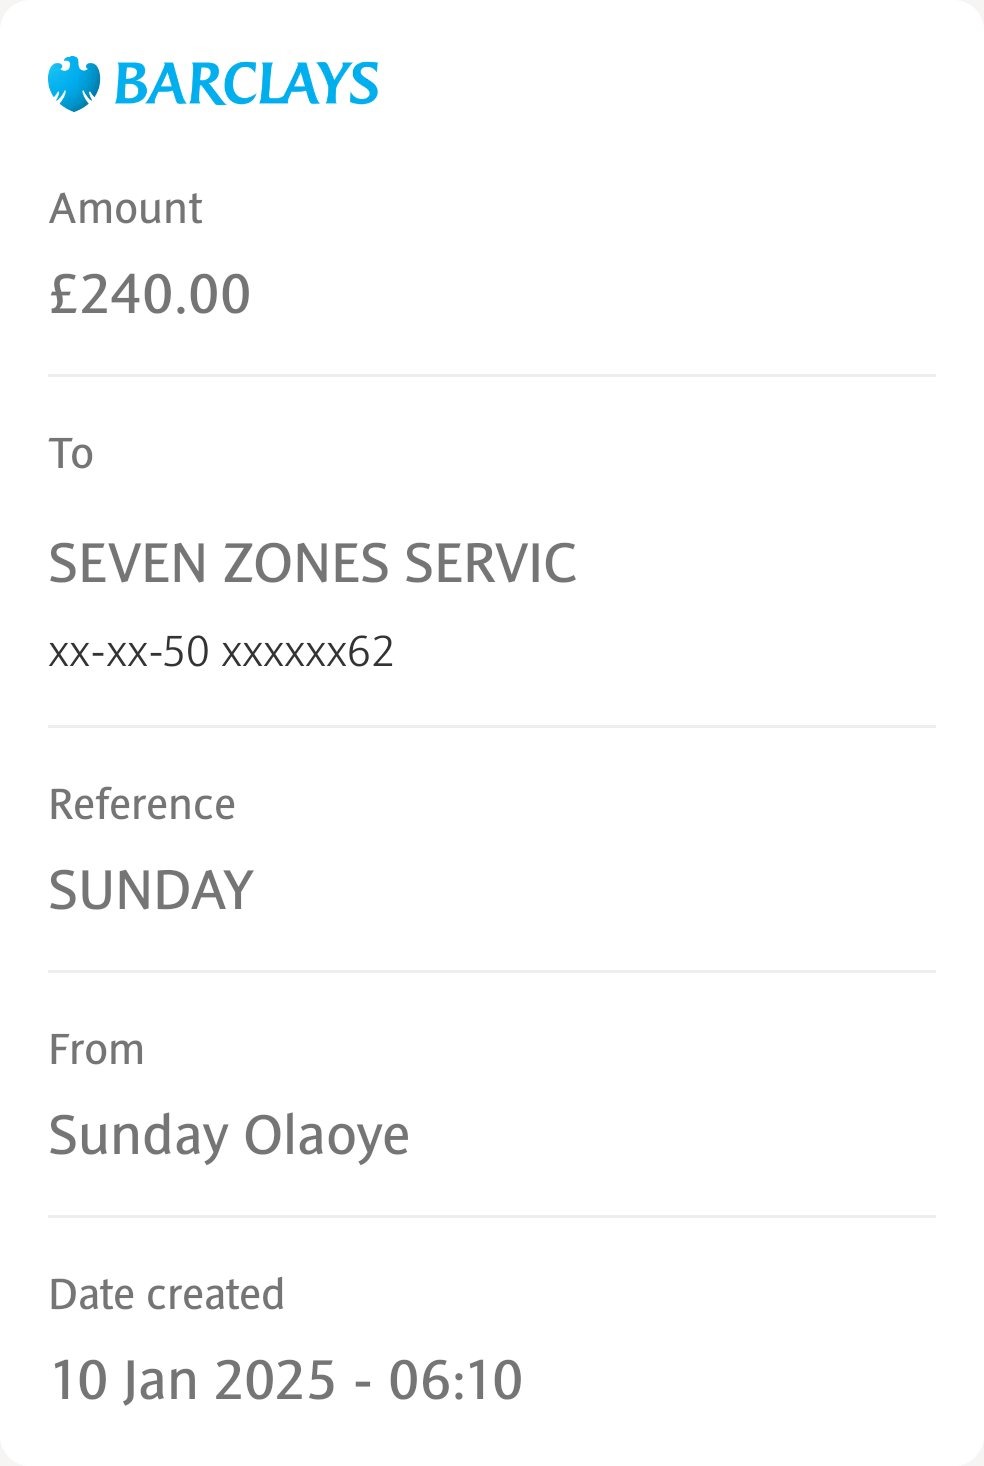 BARCLAYS
Amount
£240.00
To
SEVEN ZONES SERVIC
xx-xx-50 xxxxxx62
Reference
SUNDAY
From
Sunday Olaoye
Date created
10 Jan 2025 - 06:10